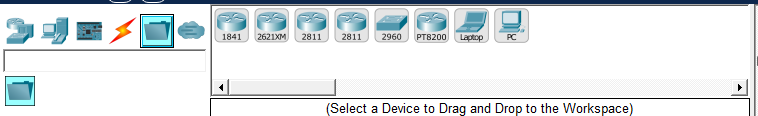 1841 2621XM 2811 2811 2960 PT8200 Laptop PC
(Select a Device to Drag and Drop to the Workspace)